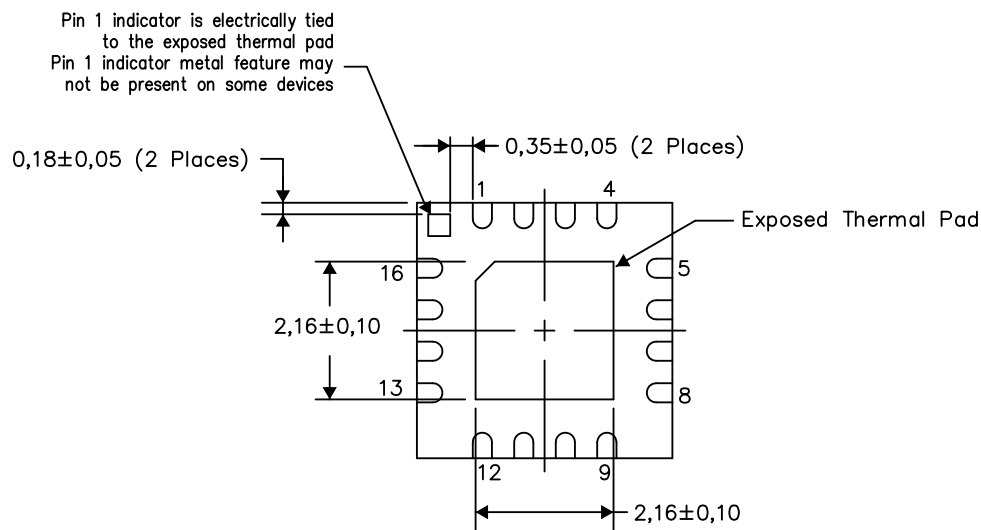 Pin 1 indicator is electrically tied
to the exposed thermal pad
Pin 1 indicator metal feature may
not be present on some devices
0,18±0,05 (2 Places)
0,35±0,05 (2 Places)
1
4
Exposed Thermal Pad
16
5
2,16±0,10
13
8
12
9
2,16±0,10